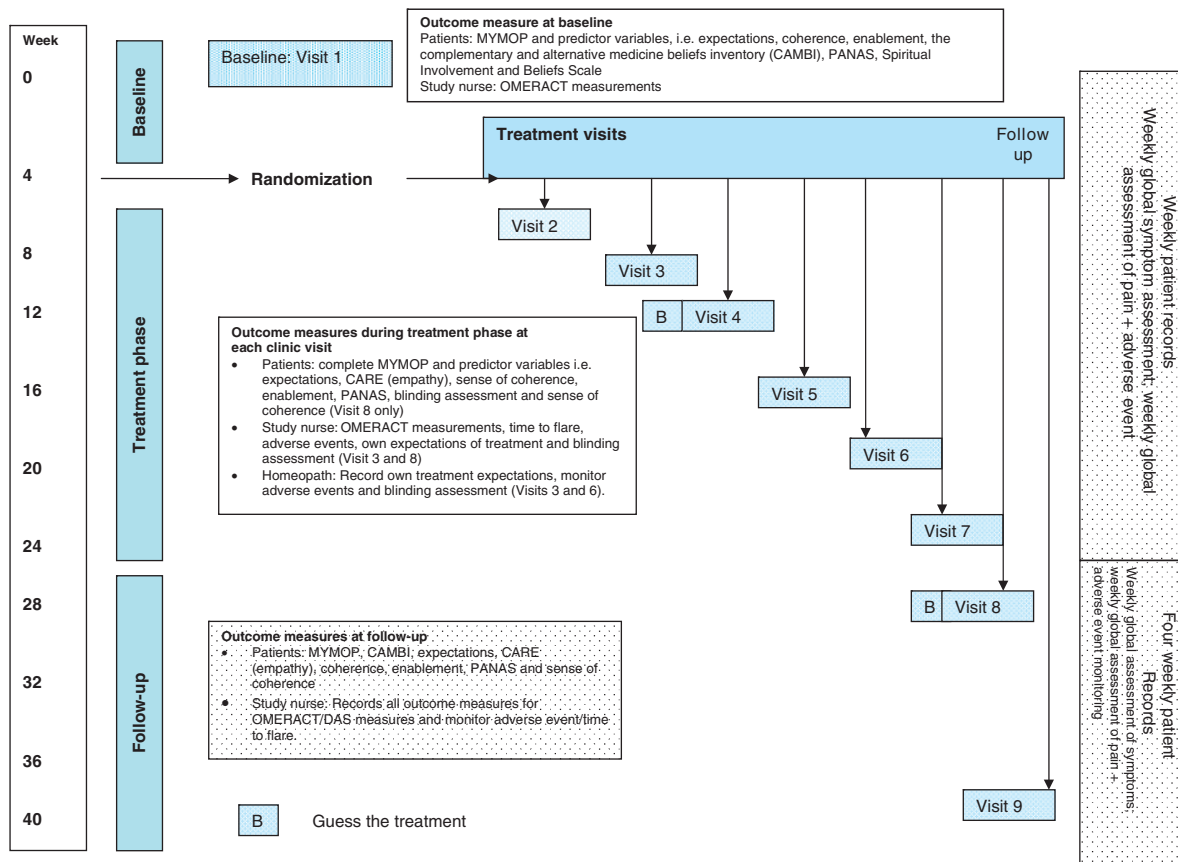 Week
0
4
8
12
16
20
24
28
32
36
40
Baseline
Treatment phase
Follow-up
Baseline: Visit 1
Outcome measure at baseline
Patients: MYMOP and predictor variables, i.e. expectations, coherence, enablement, the
complementary and alternative medicine beliefs inventory (CAMBI), PANAS, Spiritual
Involvement and Beliefs Scale
Study nurse: OMERACT measurements
Treatment visits
Follow
up
Randomization
Visit 2
Visit 3
B
Visit 4
Visit 5
Visit 6
Visit 7
B
Visit 8
Visit 9
Outcome measures during treatment phase at
each clinic visit
• Patients: complete MYMOP and predictor variables i.e.
expectations, CARE (empathy), sense of coherence,
enablement, PANAS, blinding assessment and sense of
coherence (Visit 8 only)
• Study nurse: OMERACT measurements, time to flare,
adverse events, own expectations of treatment and blinding
assessment (Visit 3 and 8)
• Homeopath: Record own treatment expectations, monitor
adverse events and blinding assessment (Visits 3 and 6).
Outcome measures at follow-up
• Patients: MYMOP, CAMBI, expectations, CARE
(empathy), coherence, enablement, PANAS and sense of
coherence
• Study nurse: Records all outcome measures for
OMERACT/DAS measures and monitor adverse event/time
to flare.
B
Guess the treatment
Weekly patient records
Weekly global symptom assessment; weekly global
assessment of pain + adverse event
Four weekly patient
Records
Weekly global assessment of symptoms;
weekly global assessment of pain +
adverse event monitoring